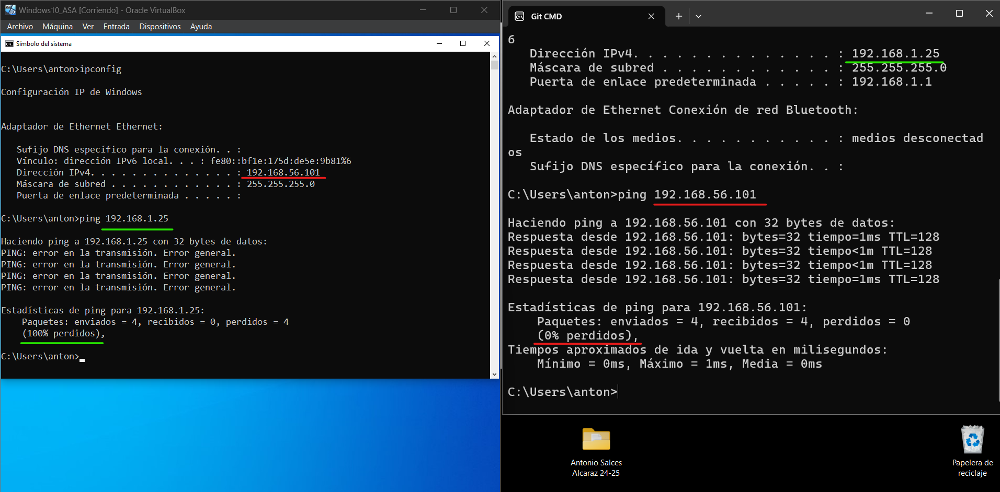 Windows10_ASA [Corriendo] - Oracle VirtualBox
Archivo Máquina Ver Entrada Dispositivos Ayuda
Símbolo del sistema
C:\Users\anton>ipconfig
Configuración IP de Windows
Adaptador de Ethernet Ethernet:
Sufijo DNS específico para la conexión. . :
Vínculo: dirección IPv6 local. . . : fe80::bf1e:175d:de5e:9b81%6
Dirección IPv4. . . . . . . . . . . . . . : 192.168.56.101
Máscara de subred . . . . . . . . . . . . : 255.255.255.0
Puerta de enlace predeterminada . . . . . :
C:\Users\anton>ping 192.168.1.25
Haciendo ping a 192.168.1.25 con 32 bytes de datos:
PING: error en la transmisión. Error general.
PING: error en la transmisión. Error general.
PING: error en la transmisión. Error general.
PING: error en la transmisión. Error general.
Estadísticas de ping para 192.168.1.25:
Paquetes: enviados = 4, recibidos = 0, perdidos = 4
(100% perdidos),
C:\Users\anton>
Git CMD
6
Dirección IPv4. . . . . . . . . . . . . . : 192.168.1.25
Máscara de subred . . . . . . . . . . . . : 255.255.255.0
Puerta de enlace predeterminada . . . . . : 192.168.1.1
Adaptador de Ethernet Conexión de red Bluetooth:
Estado de los medios. . . . . . . . . . . : medios desconectad
os
Sufijo DNS específico para la conexión. . :
C:\Users\anton>ping 192.168.56.101
Haciendo ping a 192.168.56.101 con 32 bytes de datos:
Respuesta desde 192.168.56.101: bytes=32 tiempo=1ms TTL=128
Respuesta desde 192.168.56.101: bytes=32 tiempo<1m TTL=128
Respuesta desde 192.168.56.101: bytes=32 tiempo<1m TTL=128
Respuesta desde 192.168.56.101: bytes=32 tiempo=1ms TTL=128
Estadísticas de ping para 192.168.56.101:
Paquetes: enviados = 4, recibidos = 4, perdidos = 0
(0% perdidos),
Tiempos aproximados de ida y vuelta en milisegundos:
Mínimo = 0ms, Máximo = 1ms, Media = 0ms
C:\Users\anton>
Antonio Salces
Alcaraz 24-25
Papelera de
reciclaje